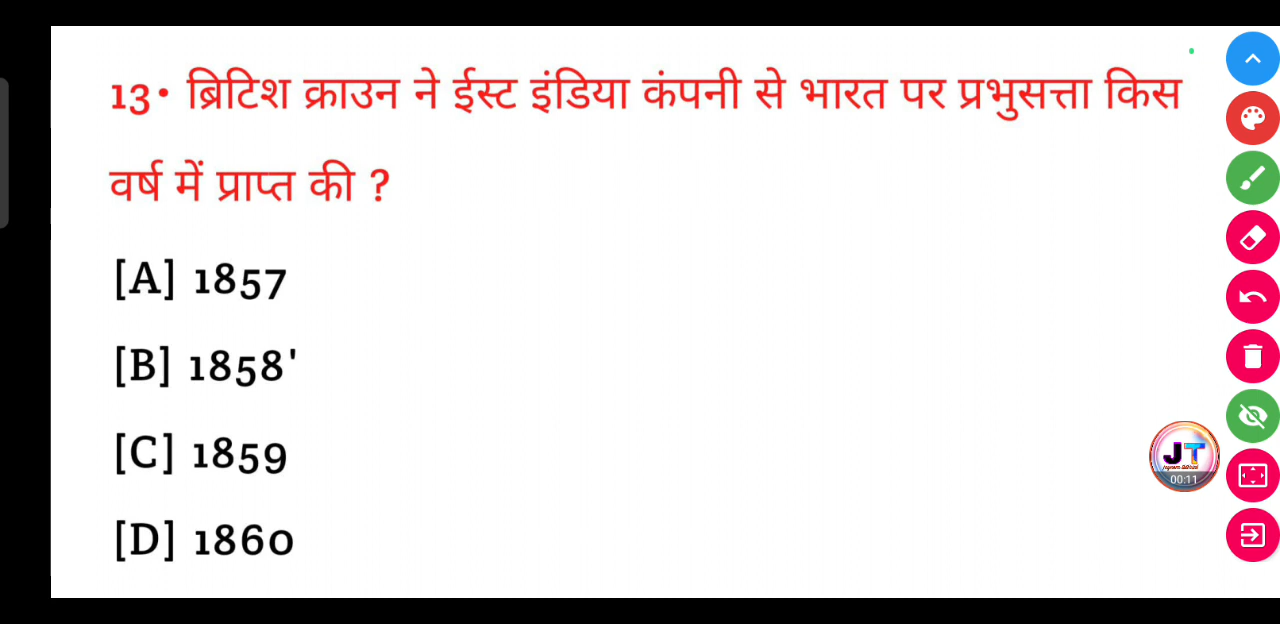 13• ब्रिटिश क्राउन ने ईस्ट इंडिया कंपनी से भारत पर प्रभुसत्ता किस
वर्ष में प्राप्त की ?
[A] 1857
[B] 1858'
[C] 1859
[D] 1860
JT
00:11